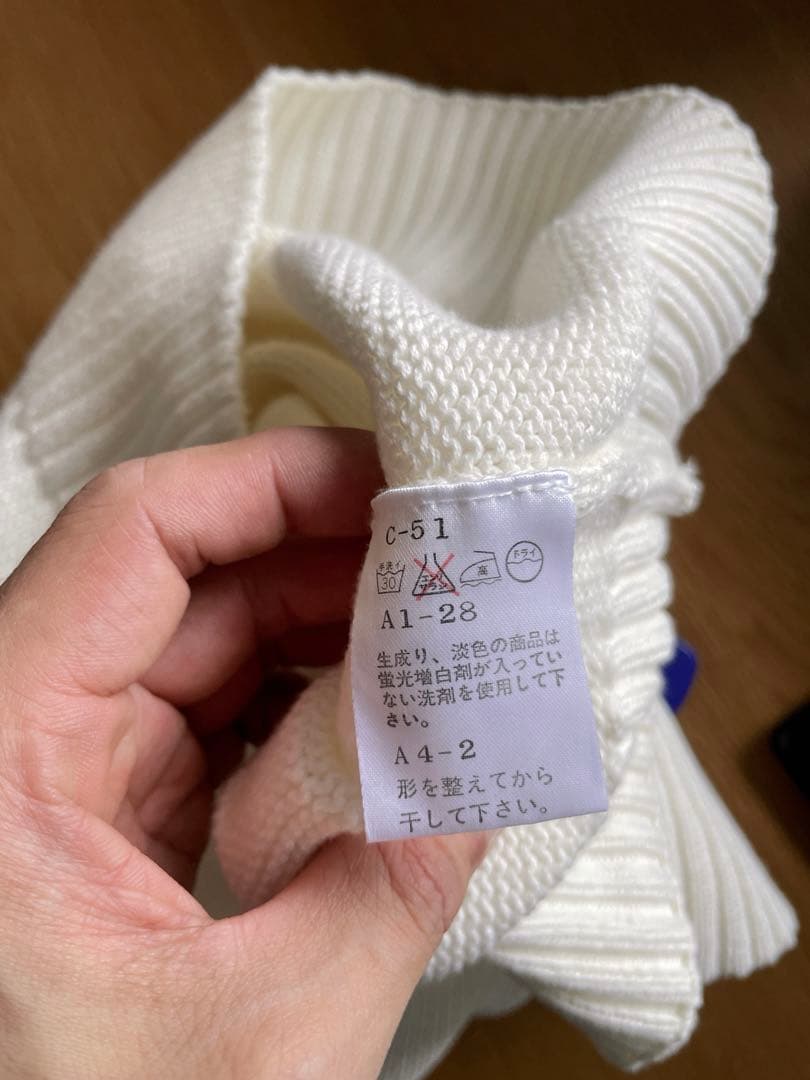 C-51
手洗イ 30 エンソ サラシ 高 ドライ
A1-28
生成り、淡色の商品は
蛍光増白剤が入ってい
ない洗剤を使用して下
さい。
A4-2
形を整えてから
干して下さい。